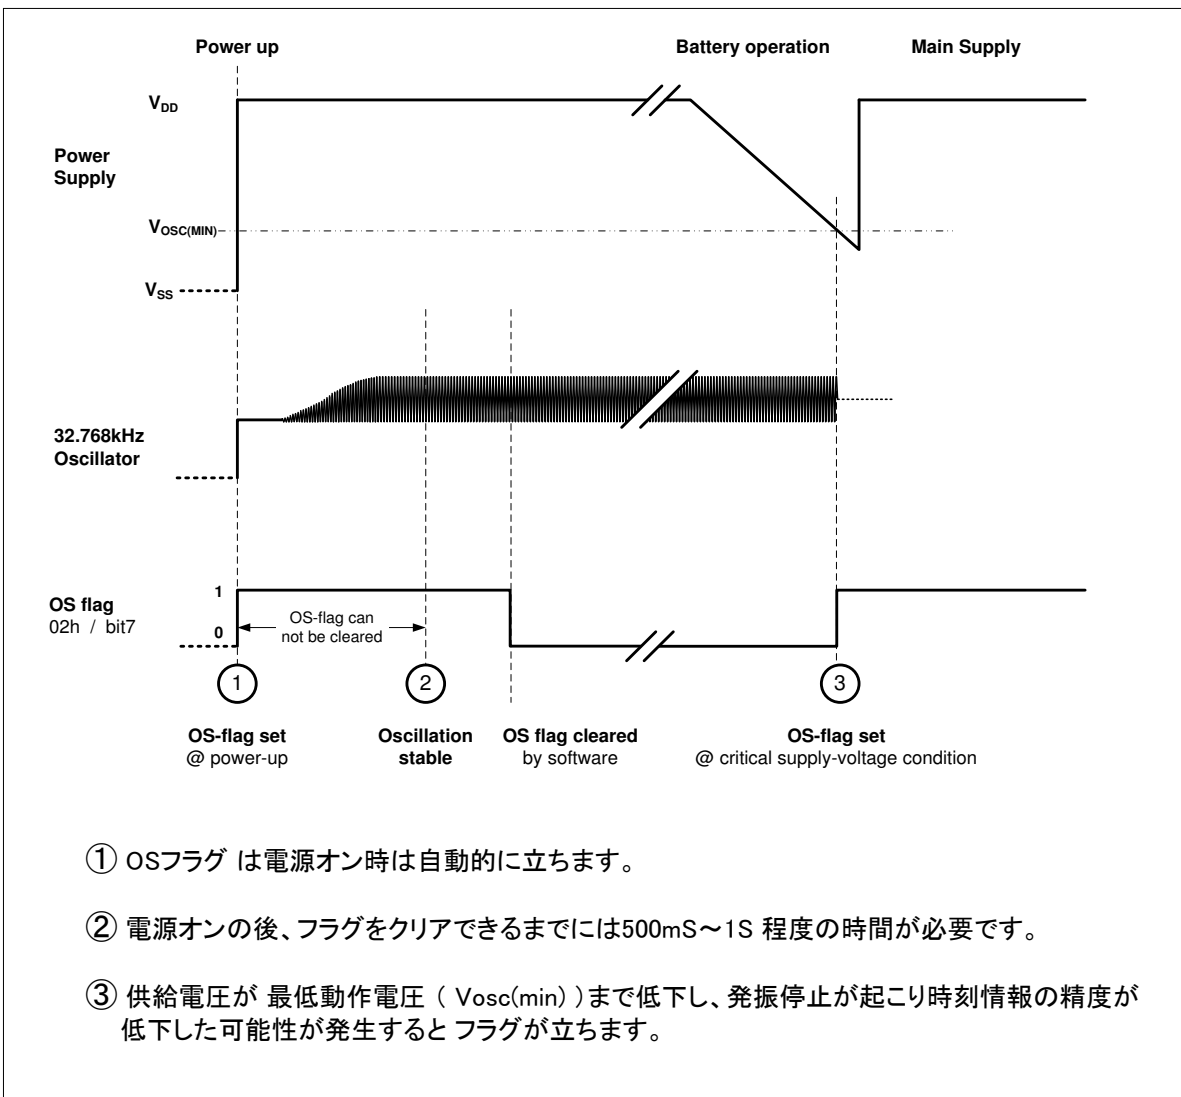 Power up
Battery operation
Main Supply
VDD
Power
Supply
VOSC(MIN)
VSS
32.768kHz
Oscillator
OS flag
02h / bit7
1
0
OS-flag can
not be cleared
1
2
3
OS-flag set
@ power-up
Oscillation
stable
OS flag cleared
by software
OS-flag set
@ critical supply-voltage condition
① OSフラグ は電源オン時は自動的に立ちます。
② 電源オンの後、フラグをクリアできるまでには500mS～1S 程度の時間が必要です。
③ 供給電圧が 最低動作電圧 ( Vosc(min) )まで低下し、発振停止が起こり時刻情報の精度が
低下した可能性が発生すると フラグが立ちます。